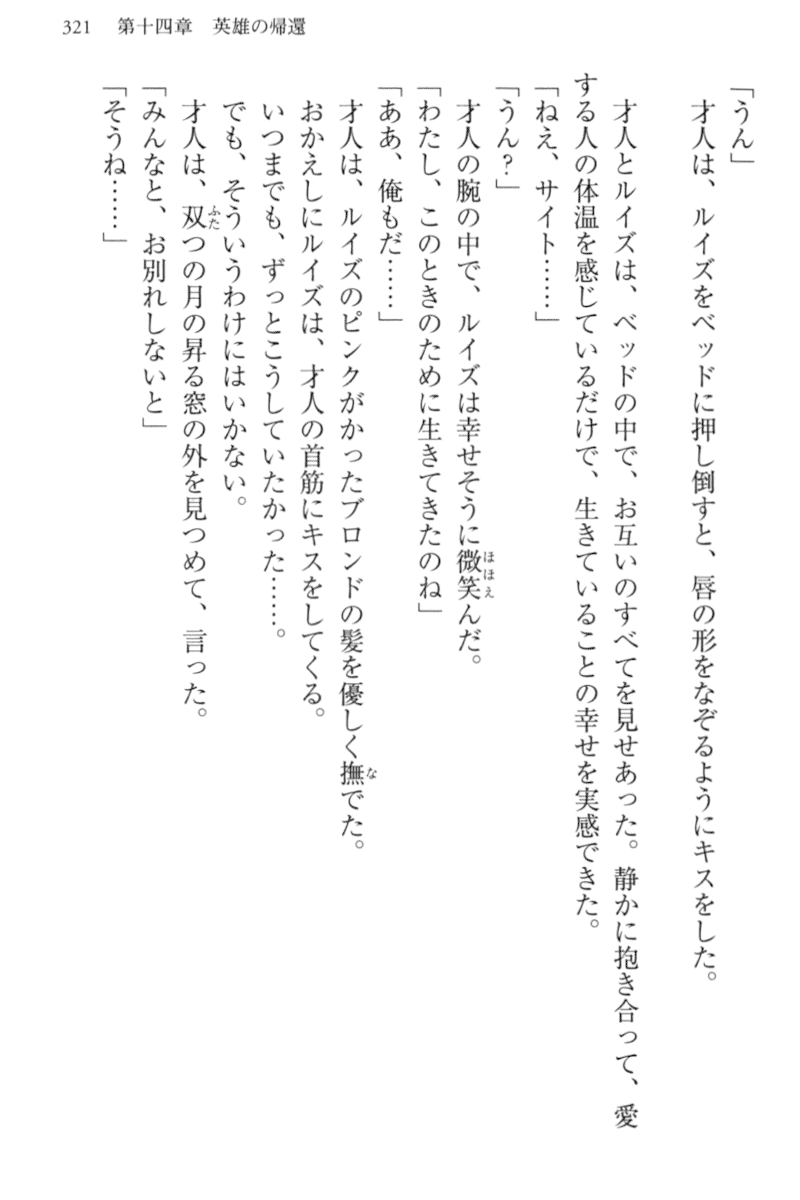 321　第十四章　英雄の帰還
「うん」
　才人は、ルイズをベッドに押し倒すと、唇の形をなぞるようにキスをした。
　才人とルイズは、ベッドの中で、お互いのすべてを見せあった。静かに抱き合って、愛
する人の体温を感じているだけで、生きていることの幸せを実感できた。
「ねえ、サイト……」
「うん？」
　才人の腕の中で、ルイズは幸せそうに微笑んだ。
「わたし、このときのために生きてきたのね」
「ああ、俺もだ……」
　才人は、ルイズのピンクがかったブロンドの髪を優しく撫でた。
　おかえしにルイズは、才人の首筋にキスをしてくる。
　いつまでも、ずっとこうしていたかった……。
　でも、そういうわけにはいかない。
　才人は、双つの月の昇る窓の外を見つめて、言った。
「みんなと、お別れしないと」
「そうね……」